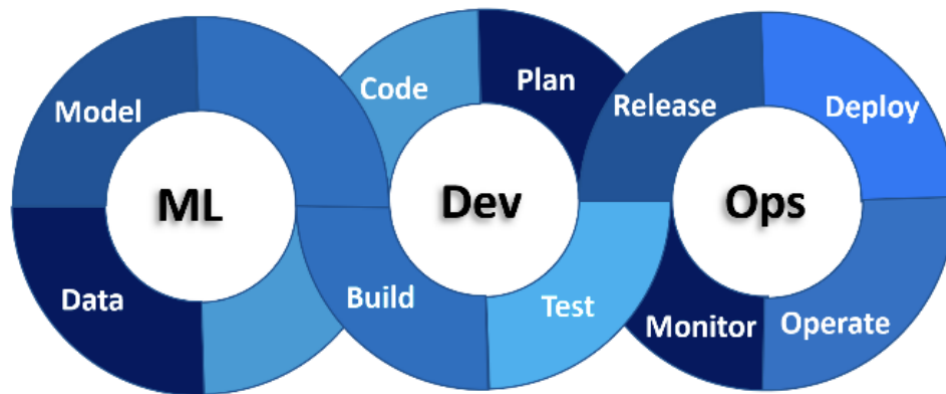 Model
ML
Data
Code
Plan
Dev
Build
Test
Release
Deploy
Ops
Monitor
Operate